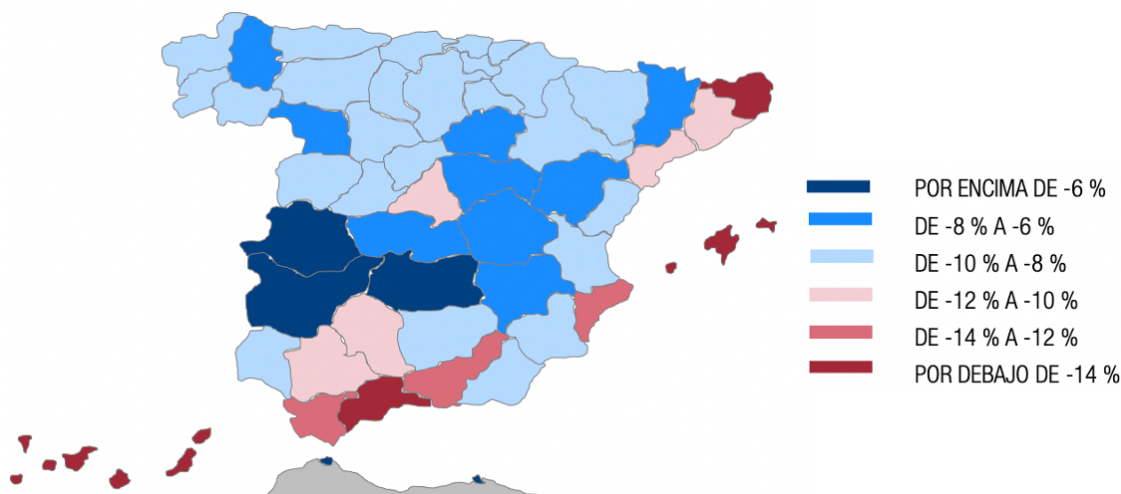 POR ENCIMA DE -6 %
DE -8 % A -6 %
DE -10 % A -8 %
DE -12 % A -10 %
DE -14 % A -12 %
POR DEBAJO DE -14 %